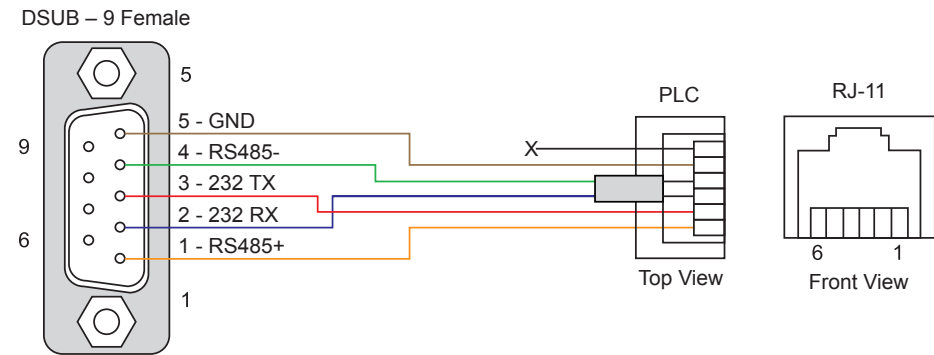 DSUB – 9 Female
5
9
5 - GND
4 - RS485-
3 - 232 TX
2 - 232 RX
1 - RS485+
6
1
X
PLC
Top View
RJ-11
6 1
Front View